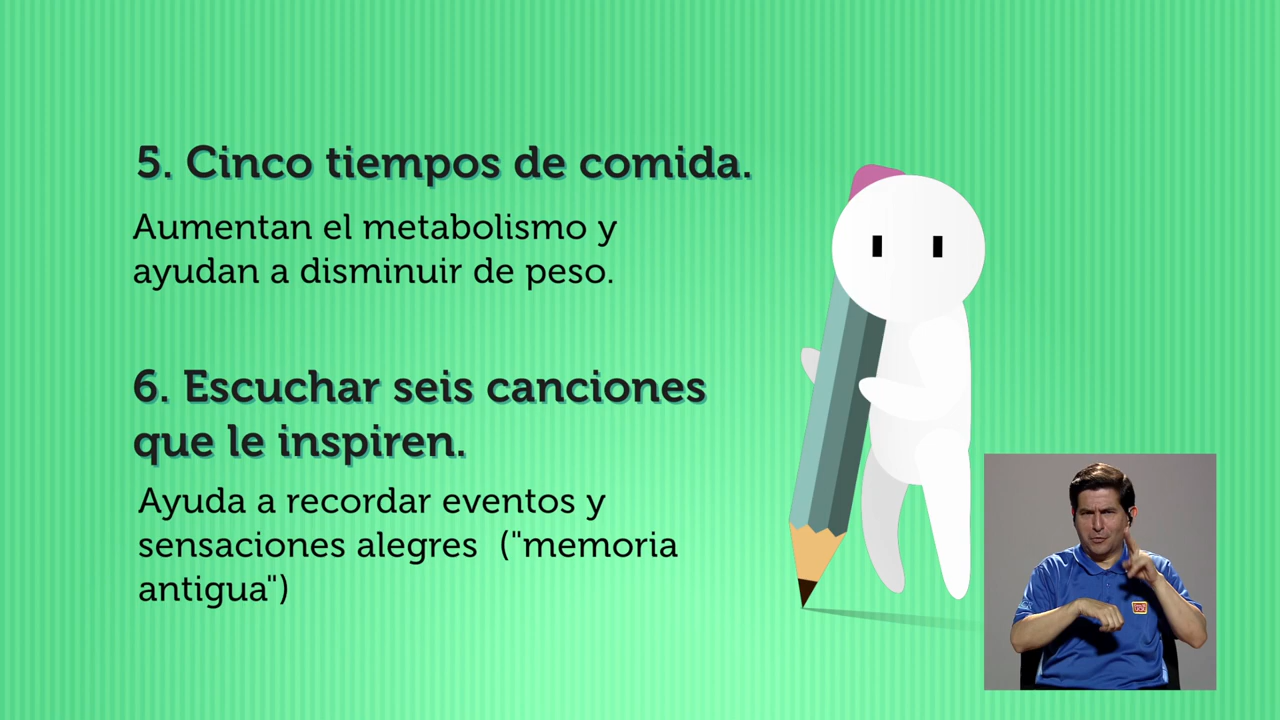 5. Cinco tiempos de comida.
Aumentan el metabolismo y
ayudan a disminuir de peso.
6. Escuchar seis canciones
que le inspiren.
Ayuda a recordar eventos y
sensaciones alegres  ("memoria
antigua")